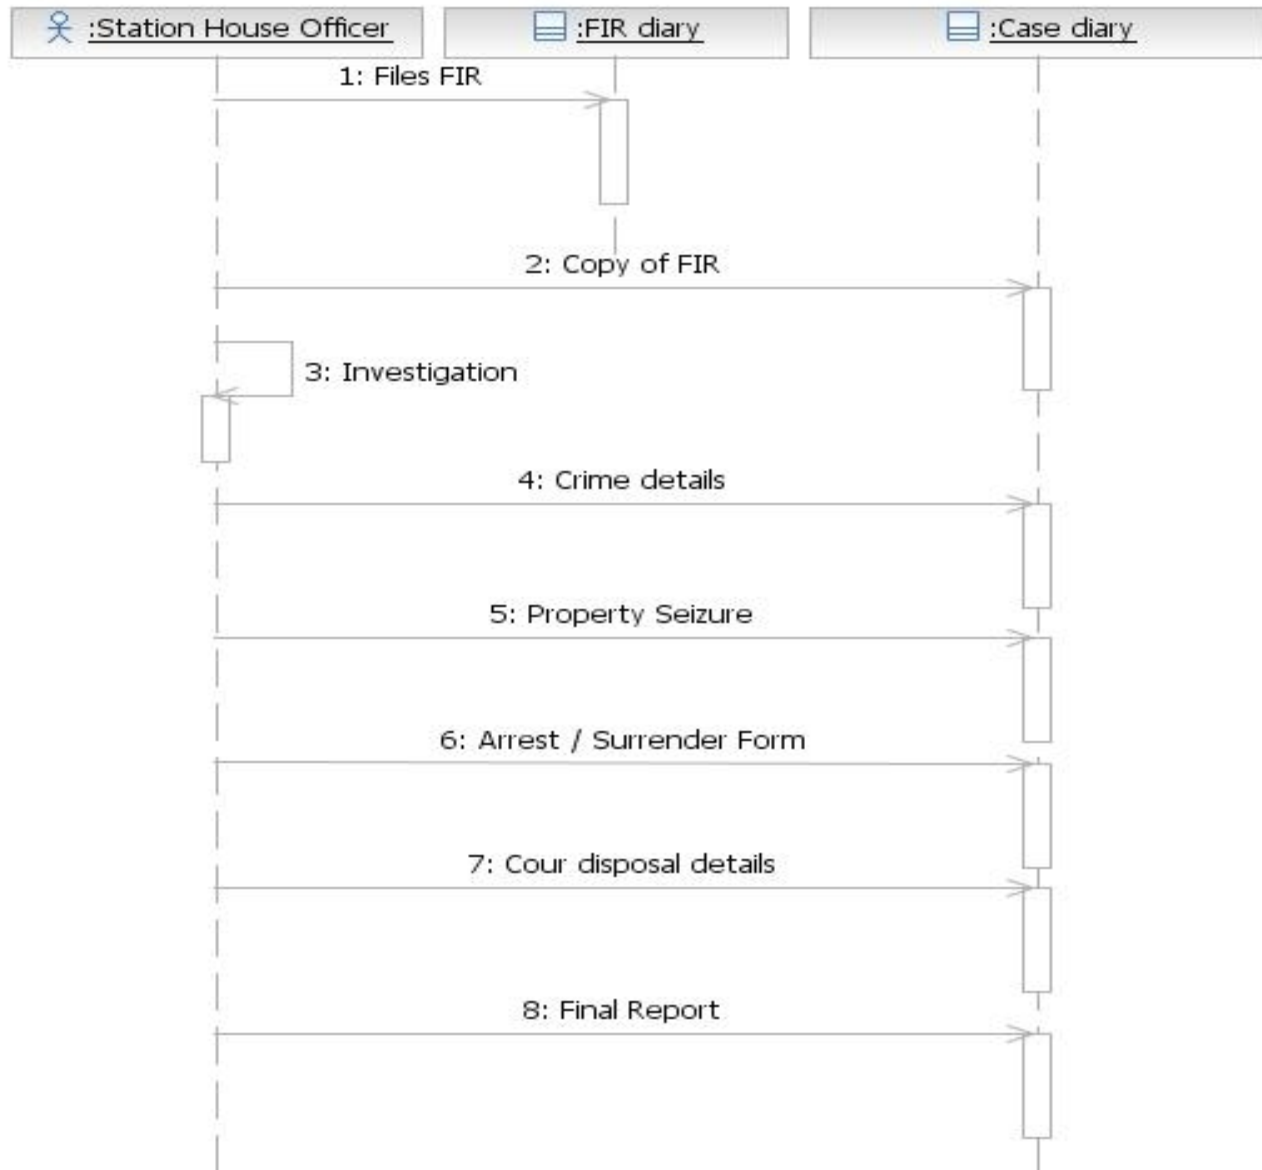 :Station House Officer
:FIR diary
:Case diary
1: Files FIR
2: Copy of FIR
3: Investigation
4: Crime details
5: Property Seizure
6: Arrest / Surrender Form
7: Cour disposal details
8: Final Report